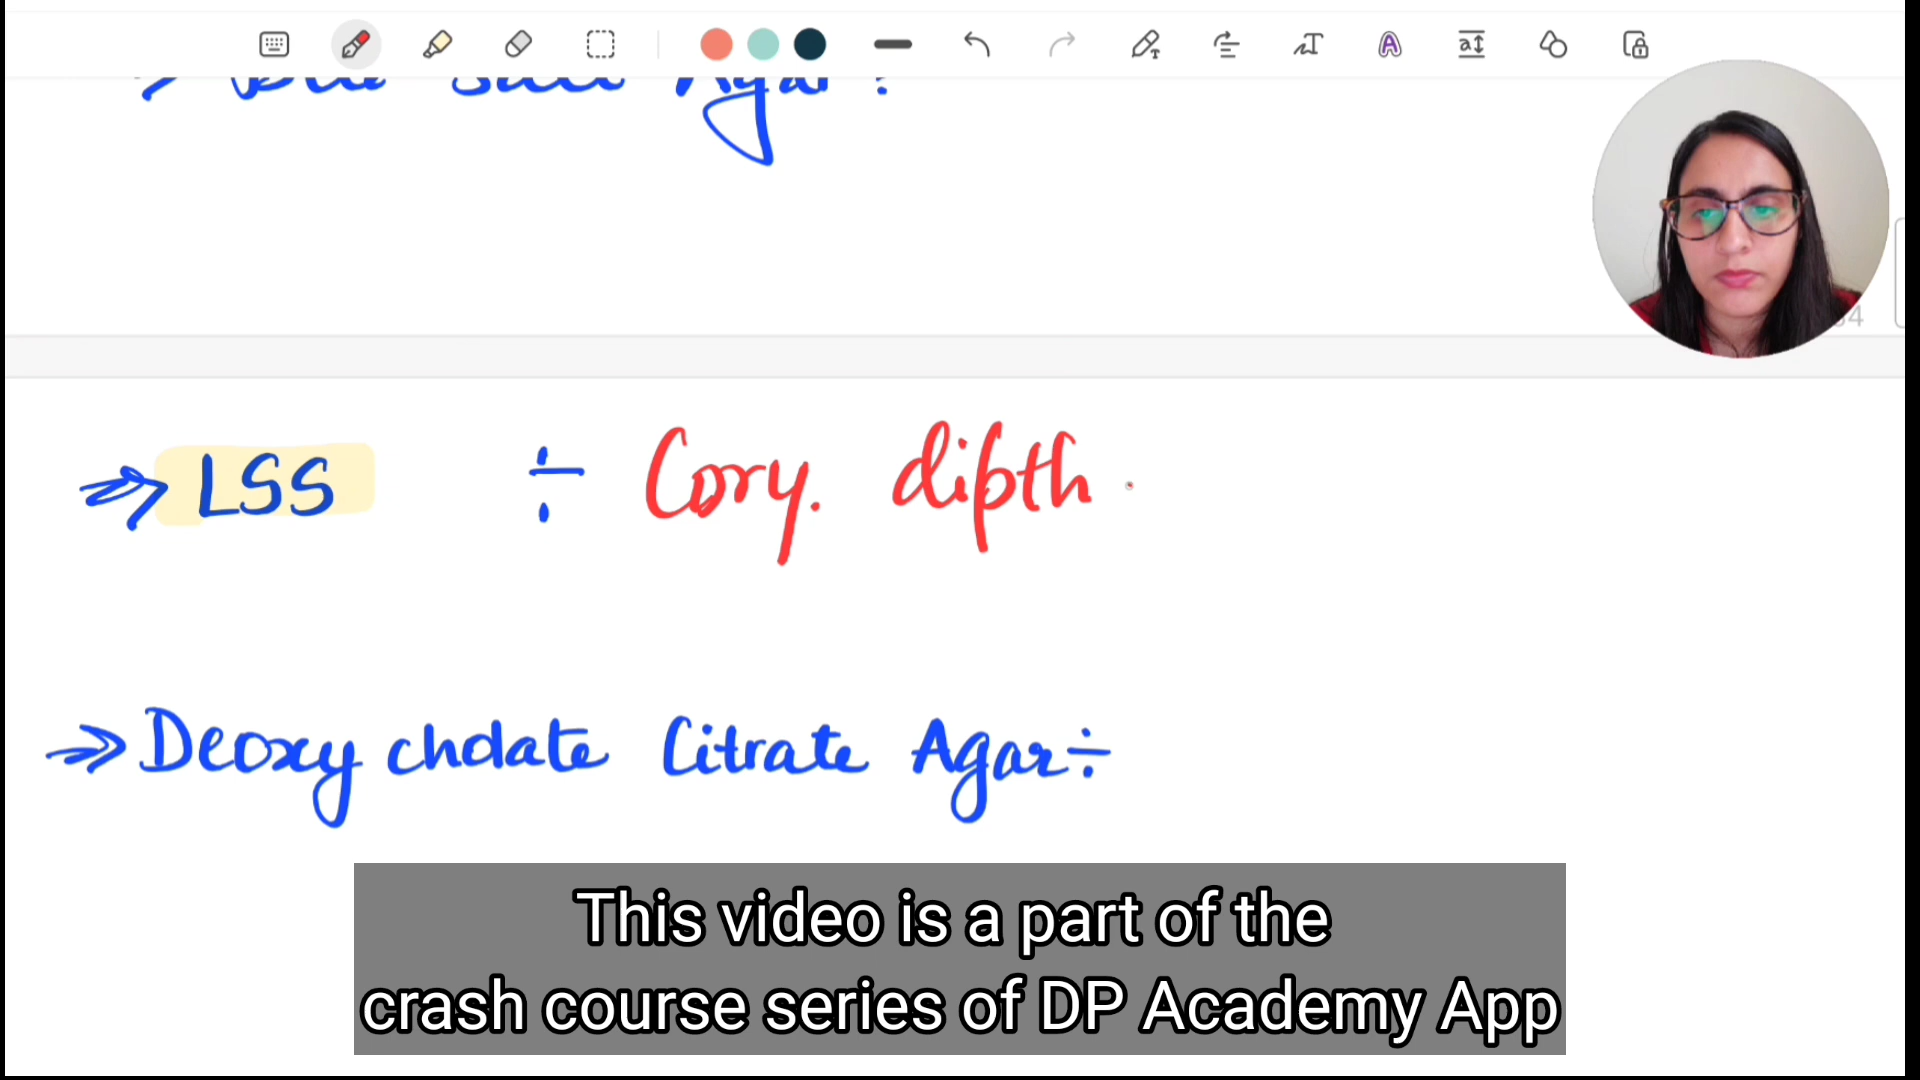 Agar :
⇒ LSS ÷ Cory. dipth .
⇒ Deoxy cholate Citrate Agar ÷
This video is a part of the
crash course series of DP Academy App